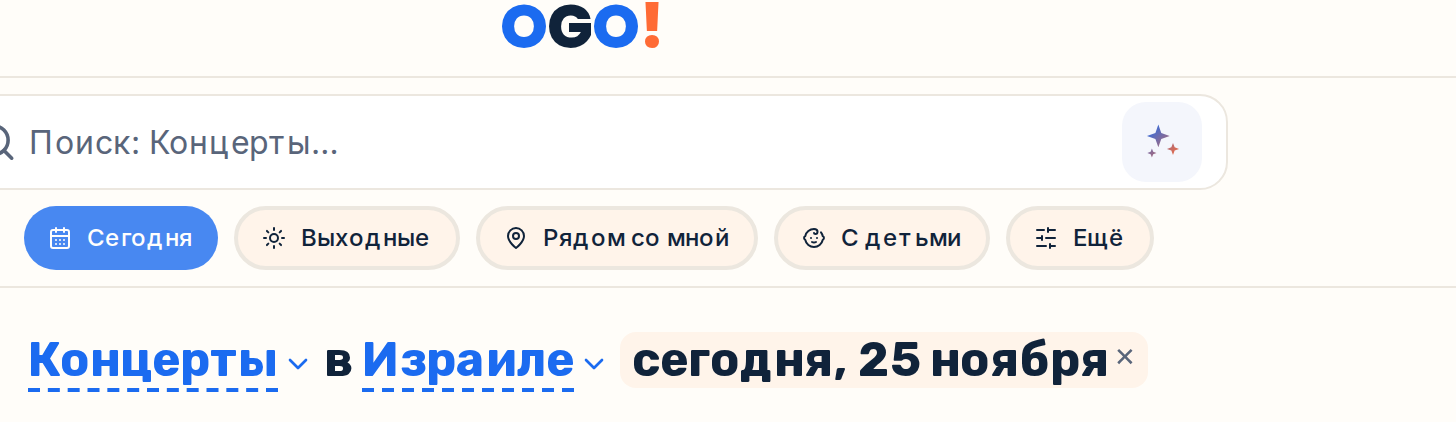 OGO!
Поиск: Концерты...
Сегодня Выходные Рядом со мной С детьми Ещё
Концерты в Израиле сегодня, 25 ноября ×